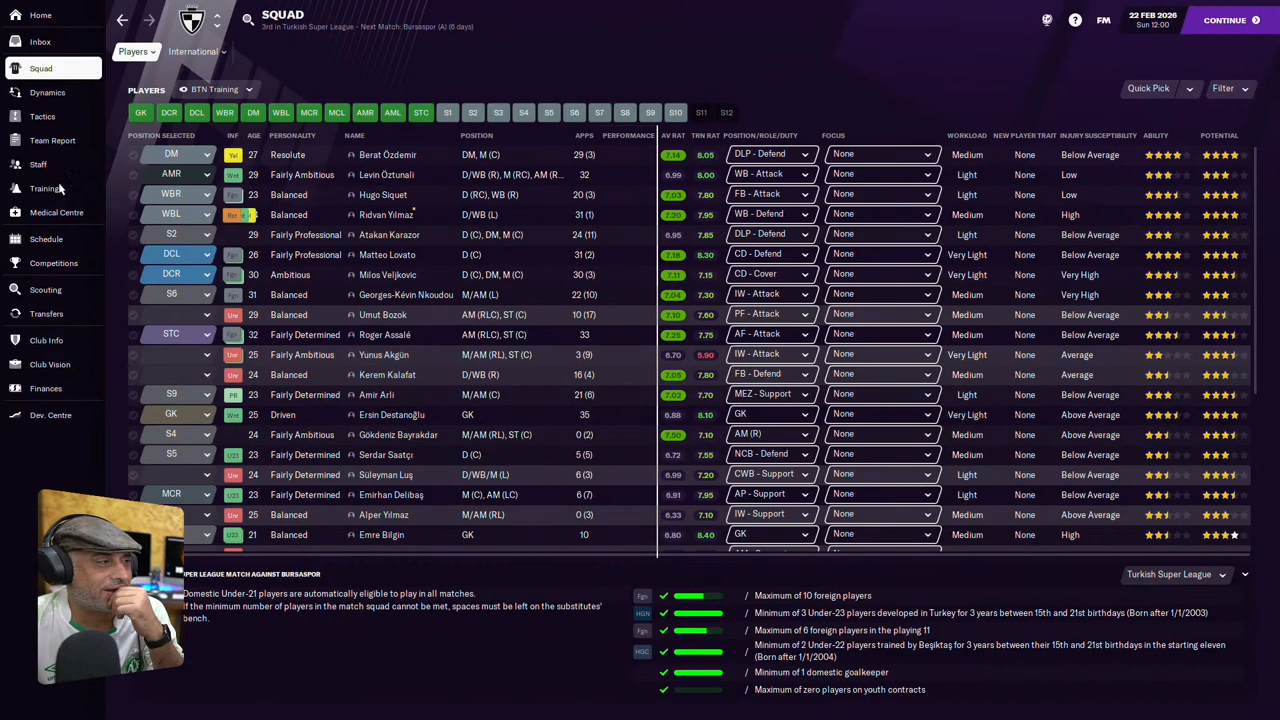 Home
SQUAD
3rd in Turkish Super League - Next Match: Bursaspor (A) (6 days)
FM
22 FEB 2026
Sun 12:00
CONTINUE
Inbox
Squad
Dynamics
Tactics
Team Report
Staff
Training
Medical Centre
Schedule
Competitions
Scouting
Transfers
Club Info
Club Vision
Finances
Dev. Centre
Players
International
PLAYERS
BTN Training
Quick Pick
Filter
GK DCR DCL WBR DM WBL MCR MCL AMR AML STC S1 S2 S3 S4 S5 S6 S7 S8 S9 S10 S11 S12
POSITION SELECTED INF AGE PERSONALITY NAME POSITION APPS PERFORMANCE AV RAT TRN RAT POSITION/ROLE/DUTY FOCUS WORKLOAD NEW PLAYER TRAIT INJURY SUSCEPTIBILITY ABILITY POTENTIAL
DM Yel 27 Resolute Berat Özdemir DM, M (C) 29 (3) 7.14 8.05 DLP - Defend None Medium None Below Average
AMR Wnt 29 Fairly Ambitious Levin Öztunali D/WB (R), M (RC), AM (R... 32 6.99 8.00 WB - Attack None Light None Low
WBR Fgn 23 Balanced Hugo Siquet D (RC), WB (R) 20 (3) 7.03 7.80 FB - Attack None Light None Low
WBL Rst Balanced Rıdvan Yılmaz D/WB (L) 31 (1) 7.20 7.95 WB - Defend None Medium None High
S2 29 Fairly Professional Atakan Karazor D (C), DM, M (C) 24 (11) 6.95 7.85 DLP - Defend None Light None Below Average
DCL Fgn 26 Fairly Professional Matteo Lovato D (C) 31 (2) 7.18 8.30 CD - Defend None Very Light None Below Average
DCR Fgn 30 Ambitious Milos Veljkovic D (C), DM, M (C) 30 (3) 7.11 7.15 CD - Cover None Very Light None Very High
S6 Fgn 31 Balanced Georges-Kévin Nkoudou M/AM (L) 22 (10) 7.04 7.30 IW - Attack None Light None Very High
Unr 29 Balanced Umut Bozok AM (RLC), ST (C) 10 (17) 7.10 7.60 PF - Attack None Medium None Below Average
STC Fgn 32 Fairly Determined Roger Assalé AM (RLC), ST (C) 33 7.25 7.75 AF - Attack None Medium None Below Average
Unr 25 Fairly Ambitious Yunus Akgün M/AM (RL), ST (C) 3 (9) 6.70 5.90 IW - Attack None Very Light None Average
Unr 24 Balanced Kerem Kalafat D/WB (R) 16 (4) 7.05 7.80 FB - Defend None Medium None Average
S9 PR 23 Fairly Determined Amir Arli M/AM (C) 21 (6) 7.02 7.70 MEZ - Support None Medium None Below Average
GK Wnt 25 Driven Ersin Destanoğlu GK 35 6.88 8.10 GK None Very Light None Above Average
S4 24 Fairly Ambitious Gökdeniz Bayrakdar M/AM (RL), ST (C) 0 (2) 7.50 7.10 AM (R) None Medium None Above Average
S5 U23 23 Fairly Determined Serdar Saatçı D (C) 5 (5) 6.72 7.55 NCB - Defend None Medium None Below Average
Unr 24 Fairly Determined Süleyman Luş D/WB/M (L) 6 (3) 6.99 7.20 CWB - Support None Light None Above Average
MCR U23 23 Fairly Determined Emirhan Delibaş M (C), AM (LC) 6 (7) 6.91 7.95 AP - Support None Light None Below Average
Unr 25 Balanced Alper Yılmaz M/AM (RL) 0 (3) 6.33 7.10 IW - Support None Medium None Below Average
U23 21 Balanced Emre Bilgin GK 10 6.80 8.40 GK None Medium None High
UPER LEAGUE MATCH AGAINST BURSASPOR
Turkish Super League
Domestic Under-21 players are automatically eligible to play in all matches.
If the minimum number of players in the match squad cannot be met, spaces must be left on the substitutes'
bench.
Fgn / Maximum of 10 foreign players
HGN / Minimum of 3 Under-23 players developed in Turkey for 3 years between 15th and 21st birthdays (Born after 1/1/2003)
Fgn / Maximum of 6 foreign players in the playing 11
HGC / Minimum of 2 Under-22 players trained by Beşiktaş for 3 years between their 15th and 21st birthdays in the starting eleven
(Born after 1/1/2004)
/ Minimum of 1 domestic goalkeeper
/ Maximum of zero players on youth contracts